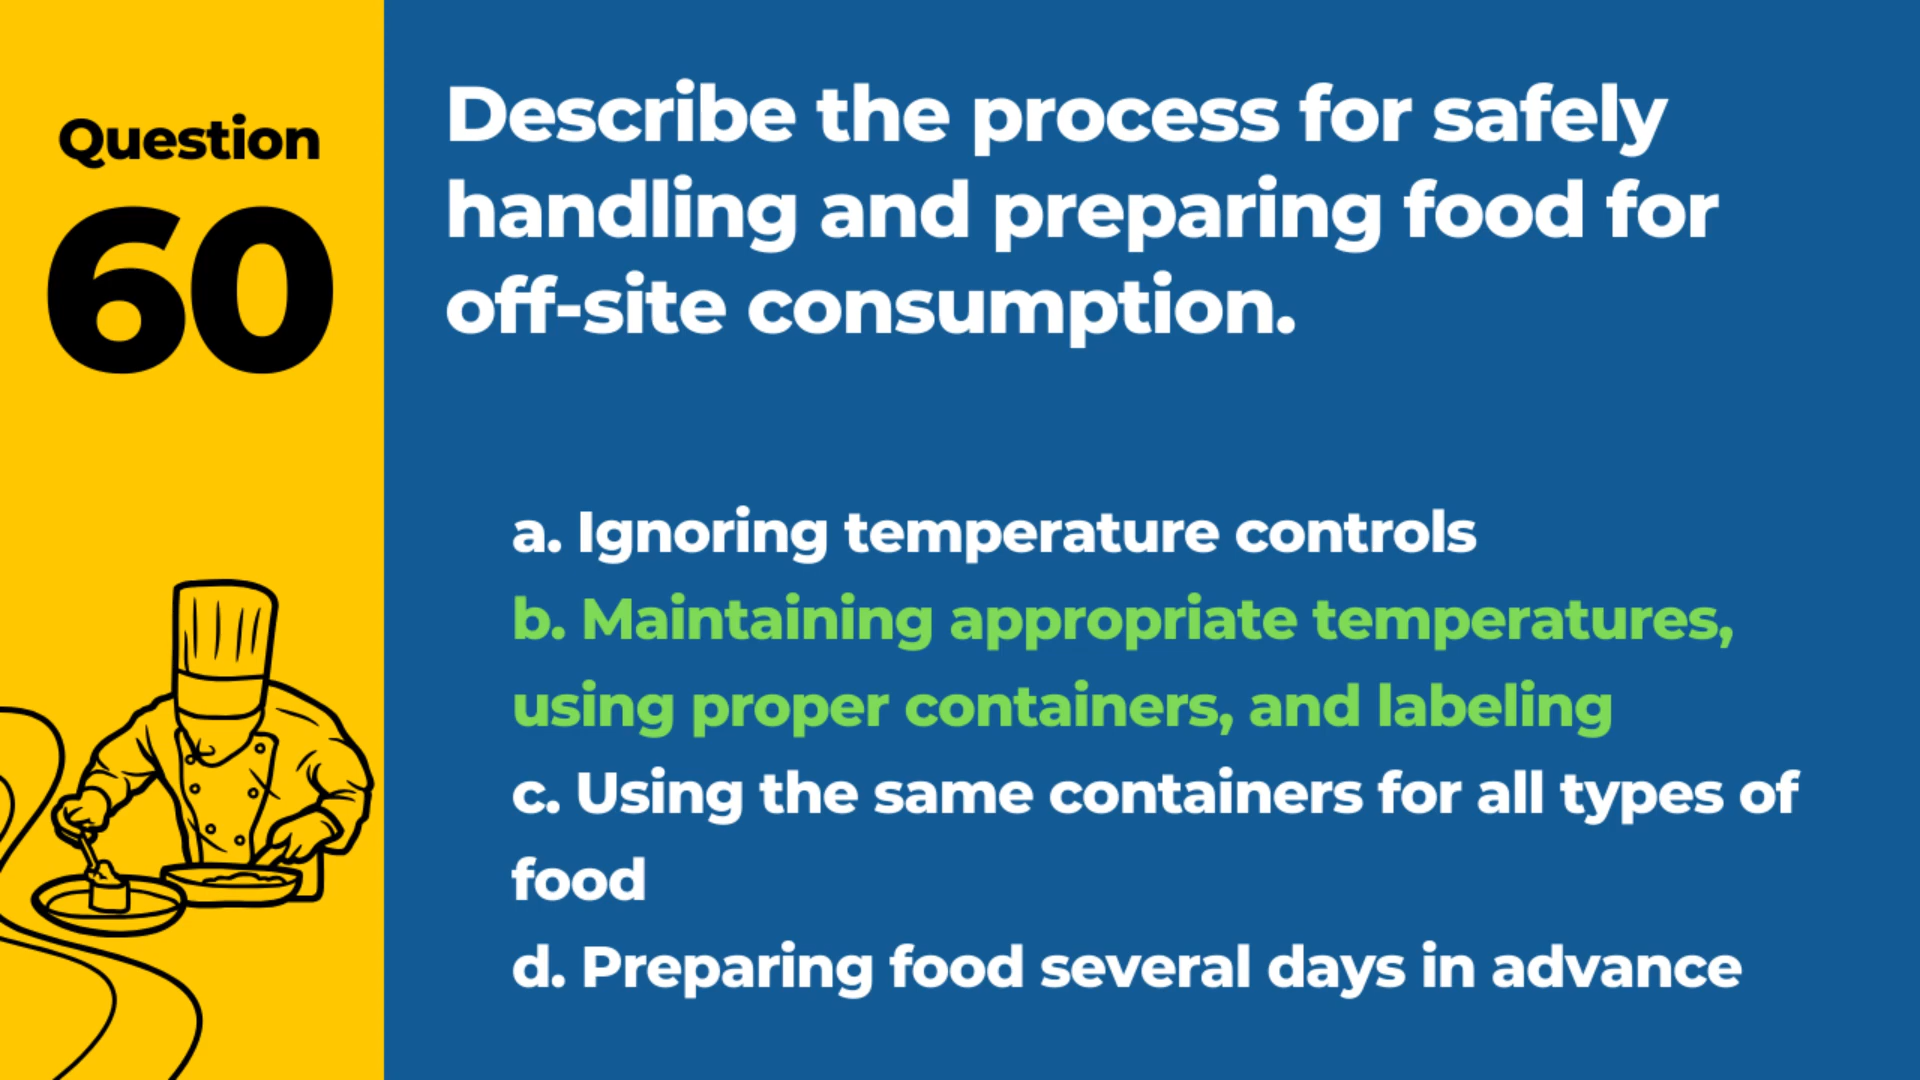 Question
60
Describe the process for safely
handling and preparing food for
off-site consumption.
a. Ignoring temperature controls
b. Maintaining appropriate temperatures,
using proper containers, and labeling
c. Using the same containers for all types of
food
d. Preparing food several days in advance